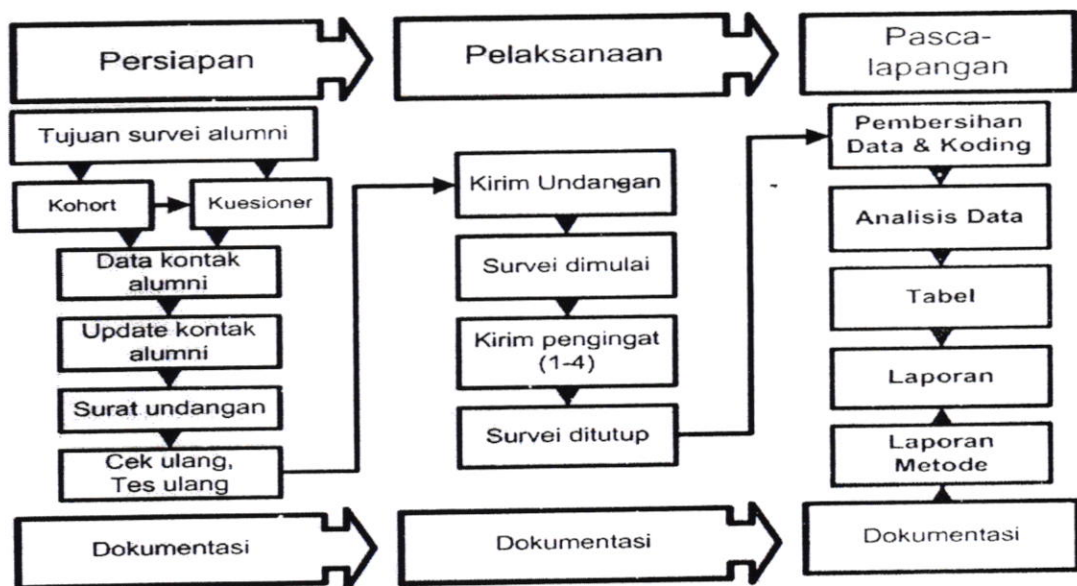 Persiapan
Pelaksanaan
Pasca-
lapangan
Tujuan survei alumni
Kohort
Kuesioner
Data kontak
alumni
Update kontak
alumni
Surat undangan
Cek ulang,
Tes ulang
Kirim Undangan
Survei dimulai
Kirim pengingat
(1-4)
Survei ditutup
Pembersihan
Data & Koding
Analisis Data
Tabel
Laporan
Laporan
Metode
Dokumentasi
Dokumentasi
Dokumentasi